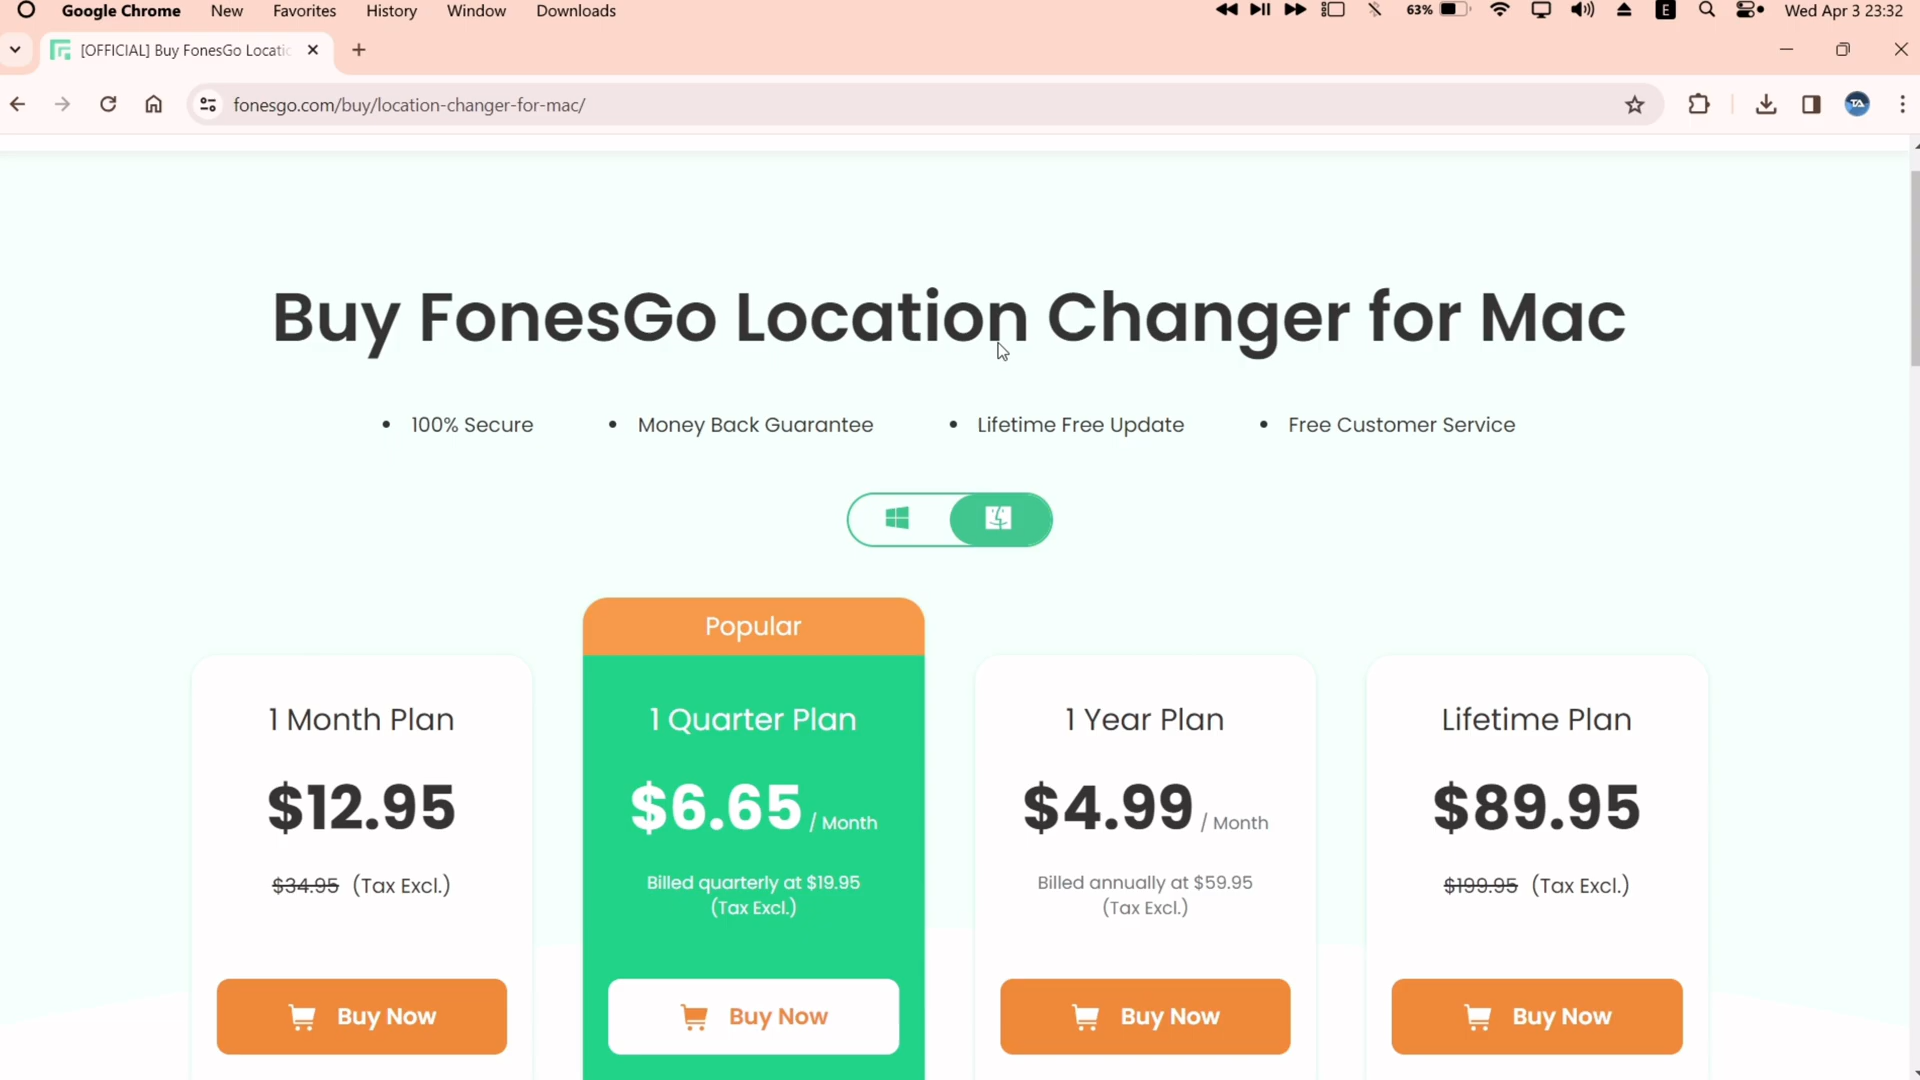 Google Chrome New Favorites History Window Downloads 63% E Wed Apr 3 23:32
[OFFICIAL] Buy FonesGo Locatic
fonesgo.com/buy/location-changer-for-mac/ TA
Buy FonesGo Location Changer for Mac
• 100% Secure • Money Back Guarantee • Lifetime Free Update • Free Customer Service
Popular
1 Month Plan
$12.95
$34.95 (Tax Excl.)
Buy Now
1 Quarter Plan
$6.65 / Month
Billed quarterly at $19.95
(Tax Excl.)
Buy Now
1 Year Plan
$4.99 / Month
Billed annually at $59.95
(Tax Excl.)
Buy Now
Lifetime Plan
$89.95
$199.95 (Tax Excl.)
Buy Now